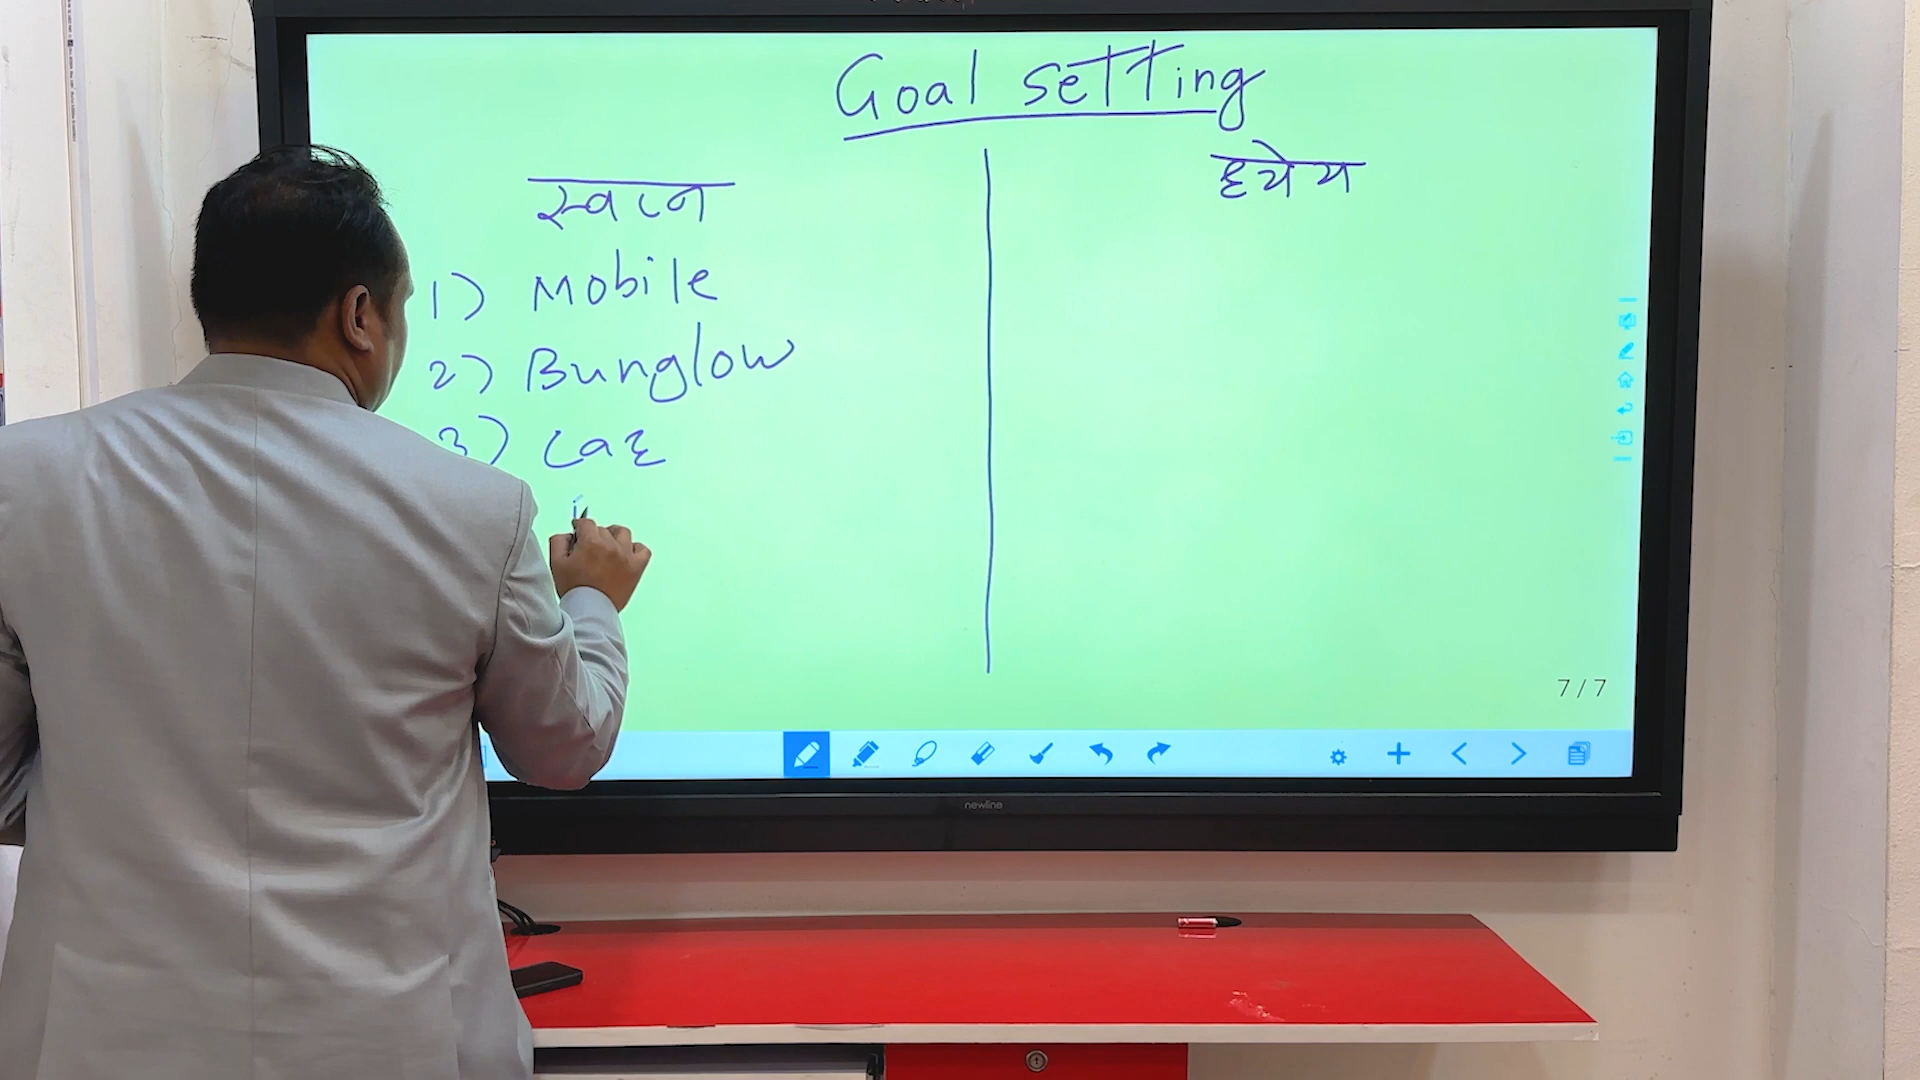 Goal setting
स्वप्न
ध्येय
1) Mobile
2) Bunglow
3) Car
7/7
newline